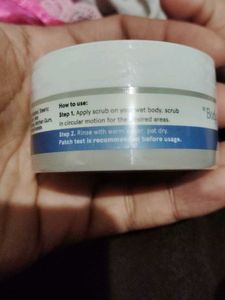 How to use:
Step 1. Apply scrub on your wet body. scrub
in circular motion for the desired areas.
Step 2. Rinse with warm water. pat dry.
Patch test is recommended before usage.
Bod